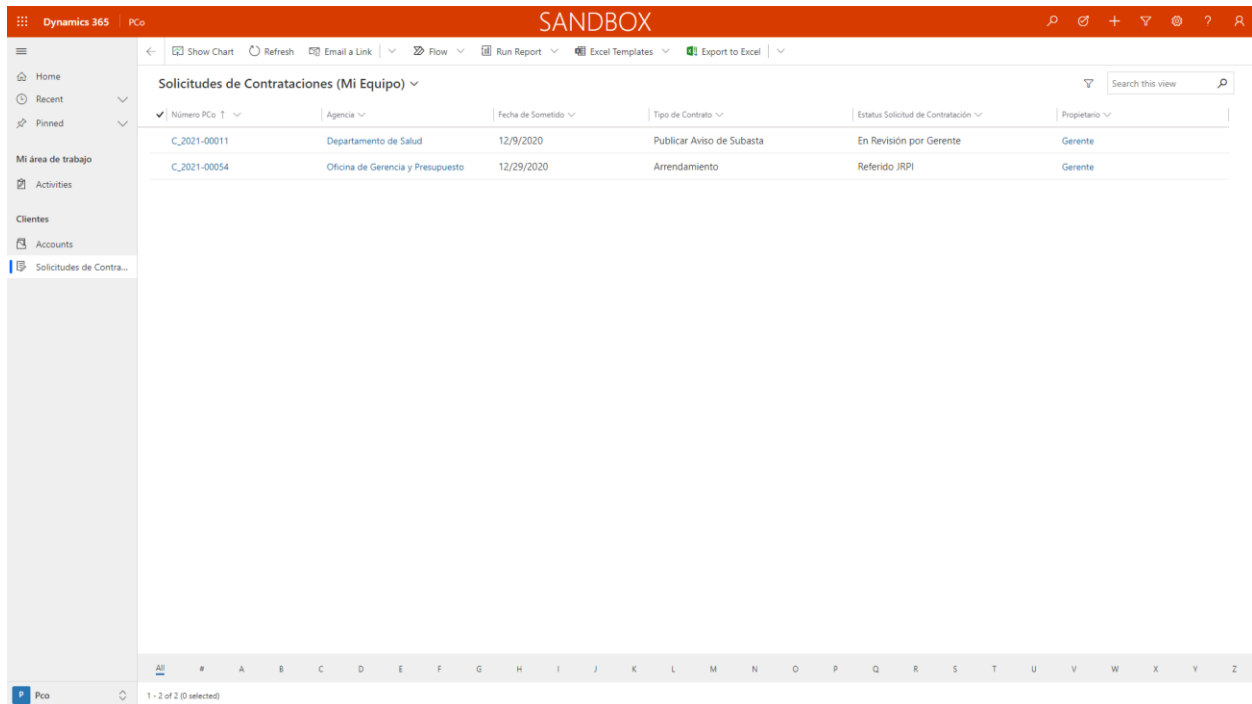 Dynamics 365 PCo SANDBOX
Show Chart Refresh Email a Link Flow Run Report Excel Templates Export to Excel
Home
Recent
Pinned
Mi área de trabajo
Activities
Clientes
Accounts
Solicitudes de Contra...
Solicitudes de Contrataciones (Mi Equipo) Search this view
Número PCo ↑ Agencia Fecha de Sometido Tipo de Contrato Estatus Solicitud de Contratación Propietario
C_2021-00011 Departamento de Salud 12/9/2020 Publicar Aviso de Subasta En Revisión por Gerente Gerente
C_2021-00054 Oficina de Gerencia y Presupuesto 12/29/2020 Arrendamiento Referido JRPI Gerente
All # A B C D E F G H I J K L M N O P Q R S T U V W X Y Z
P Pco 1 - 2 of 2 (0 selected)